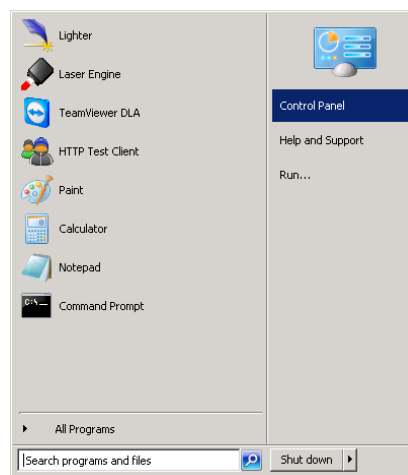 Lighter
Laser Engine
TeamViewer DLA
HTTP Test Client
Paint
Calculator
Notepad
C:\
Command Prompt
All Programs
Search programs and files
Control Panel
Help and Support
Run...
Shut down